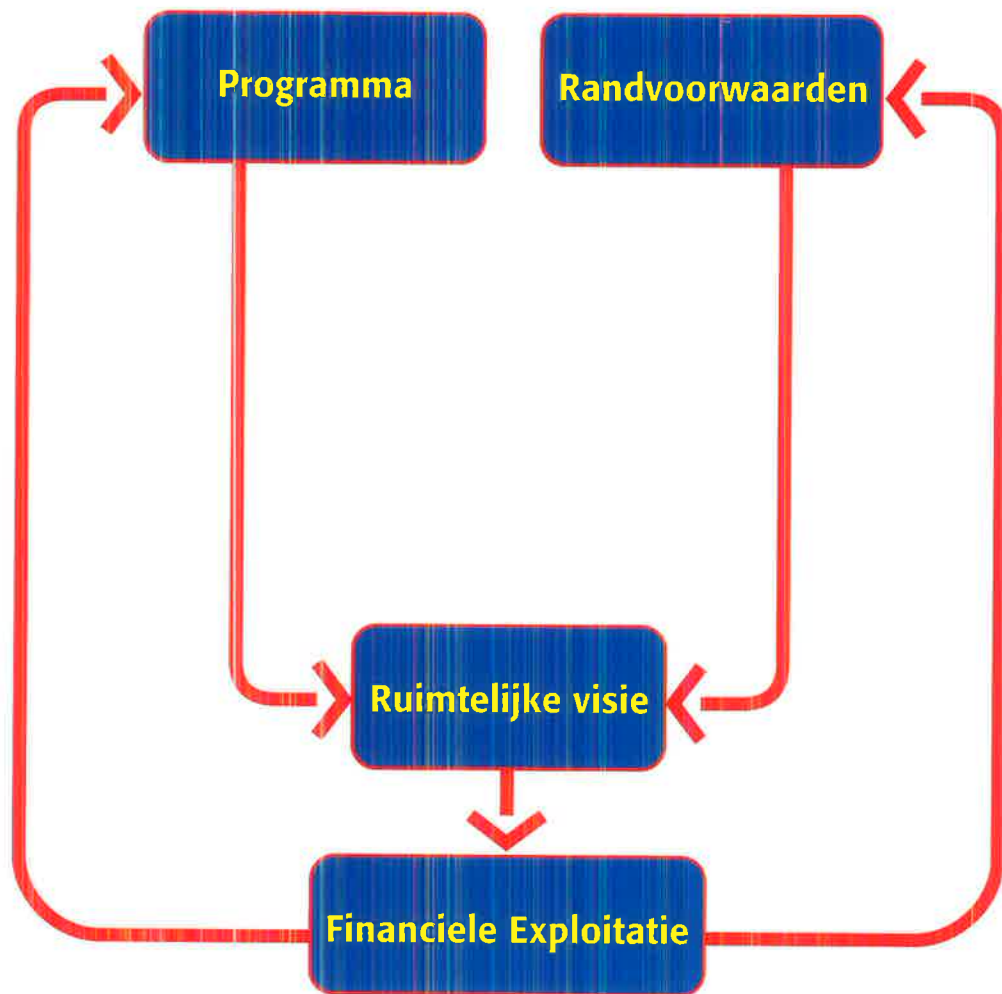 Programma
Randvoorwaarden
Ruimtelijke visie
Financiele Exploitatie